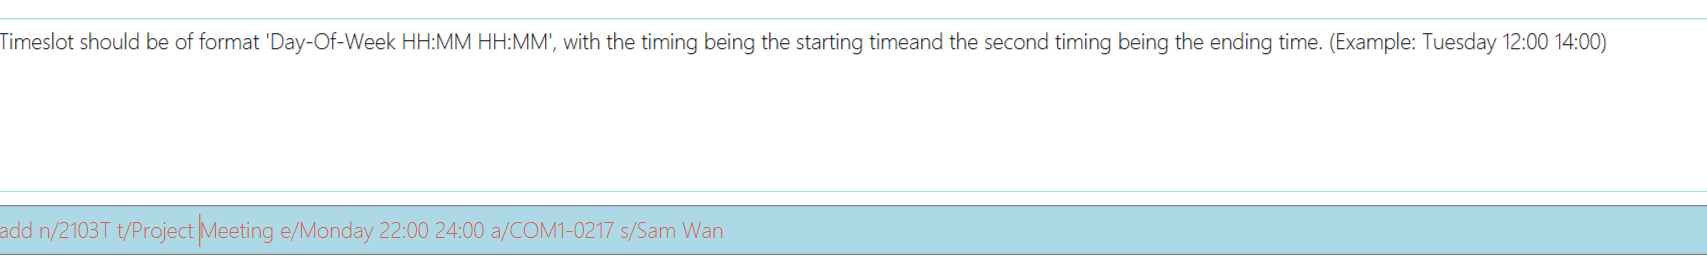 Timeslot should be of format 'Day-Of-Week HH:MM HH:MM', with the timing being the starting timeand the second timing being the ending time. (Example: Tuesday 12:00 14:00)
add n/2103T t/Project Meeting e/Monday 22:00 24:00 a/COM1-0217 s/Sam Wan